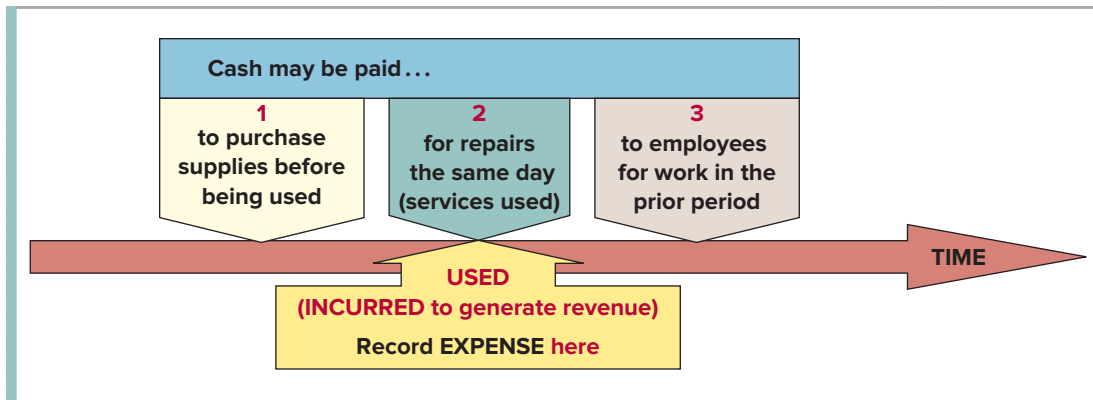 Cash may be paid . . .
1
to purchase
supplies before
being used
2
for repairs
the same day
(services used)
3
to employees
for work in the
prior period
TIME
USED
(INCURRED to generate revenue)
Record EXPENSE here